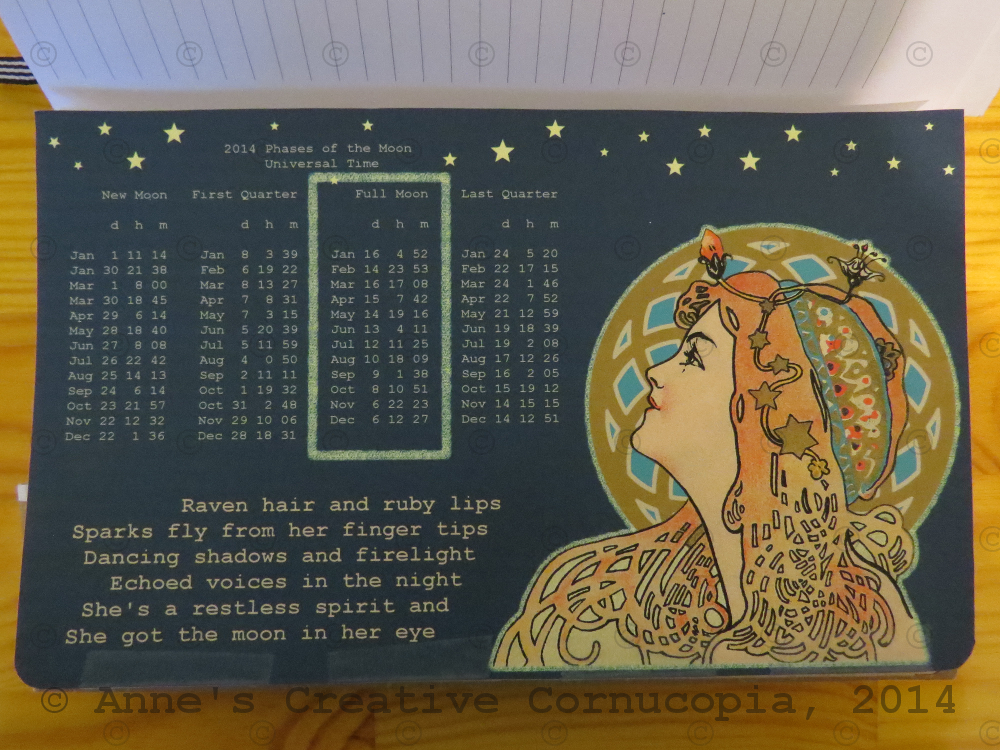 2014 Phases of the Moon
Universal Time
New Moon First Quarter Full Moon Last Quarter
d h m d h m d h m d h m
Jan 1 11 14 Jan 8 3 39 Jan 16 4 52 Jan 24 5 20
Jan 30 21 38 Feb 6 19 22 Feb 14 23 53 Feb 22 17 15
Mar 1 8 00 Mar 8 13 27 Mar 16 17 08 Mar 24 1 46
Mar 30 18 45 Apr 7 8 31 Apr 15 7 42 Apr 22 7 52
Apr 29 6 14 May 7 3 15 May 14 19 16 May 21 12 59
May 28 18 40 Jun 5 20 39 Jun 13 4 11 Jun 19 18 39
Jun 27 8 08 Jul 5 11 59 Jul 12 11 25 Jul 19 2 08
Jul 26 22 42 Aug 4 0 50 Aug 10 18 09 Aug 17 12 26
Aug 25 14 13 Sep 2 11 11 Sep 9 1 38 Sep 16 2 05
Sep 24 6 14 Oct 1 19 32 Oct 8 10 51 Oct 15 19 12
Oct 23 21 57 Oct 31 2 48 Nov 6 22 23 Nov 14 15 15
Nov 22 12 32 Nov 29 10 06 Dec 6 12 27 Dec 14 12 51
Dec 22 1 36 Dec 28 18 31
Raven hair and ruby lips
Sparks fly from her finger tips
Dancing shadows and firelight
Echoed voices in the night
She's a restless spirit and
She got the moon in her eye
© Anne's Creative Cornucopia, 2014